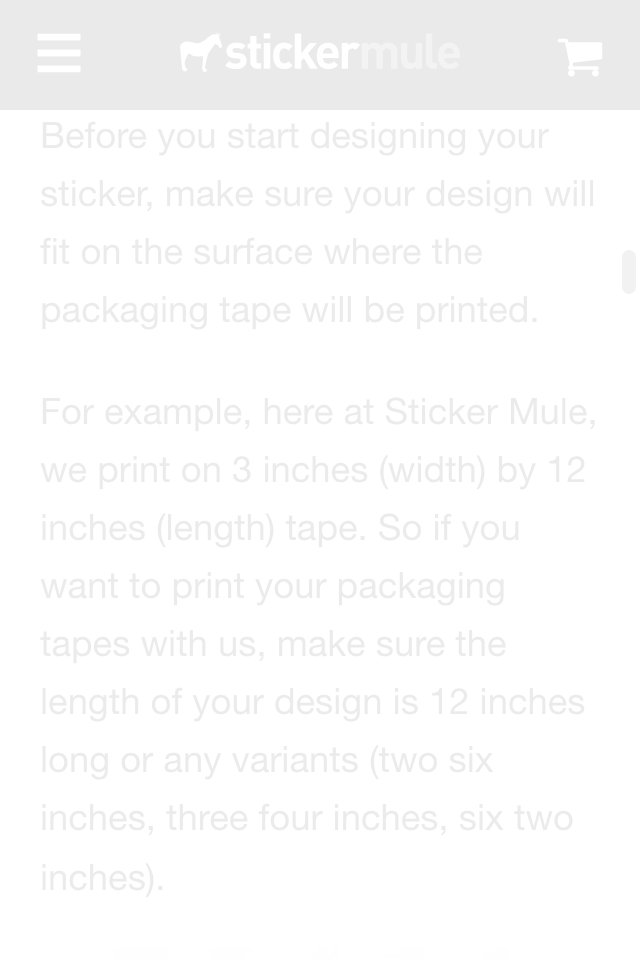 stickermule
Before you start designing your
sticker, make sure your design will
fit on the surface where the
packaging tape will be printed.
For example, here at Sticker Mule,
we print on 3 inches (width) by 12
inches (length) tape. So if you
want to print your packaging
tapes with us, make sure the
length of your design is 12 inches
long or any variants (two six
inches, three four inches, six two
inches).